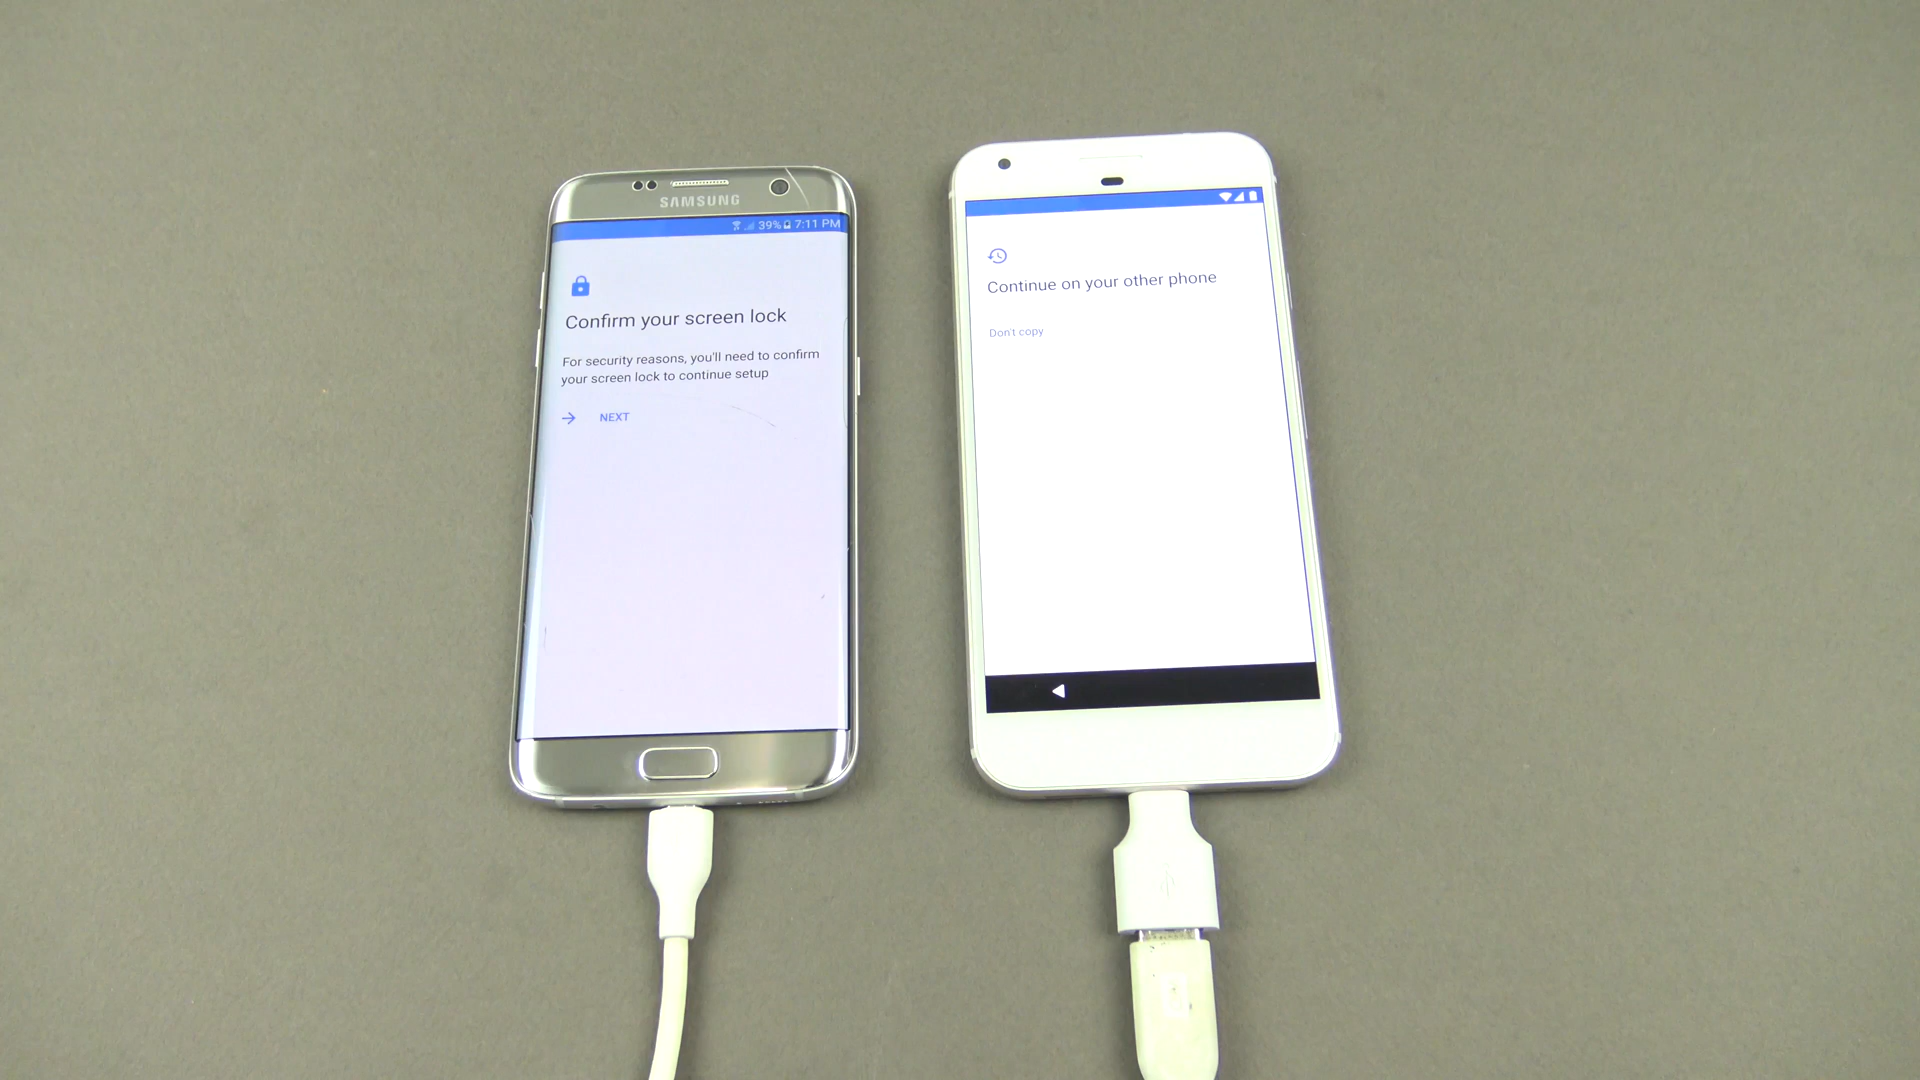 SAMSUNG
39% 7:11 PM
Confirm your screen lock
For security reasons, you'll need to confirm
your screen lock to continue setup
NEXT
Continue on your other phone
Don't copy